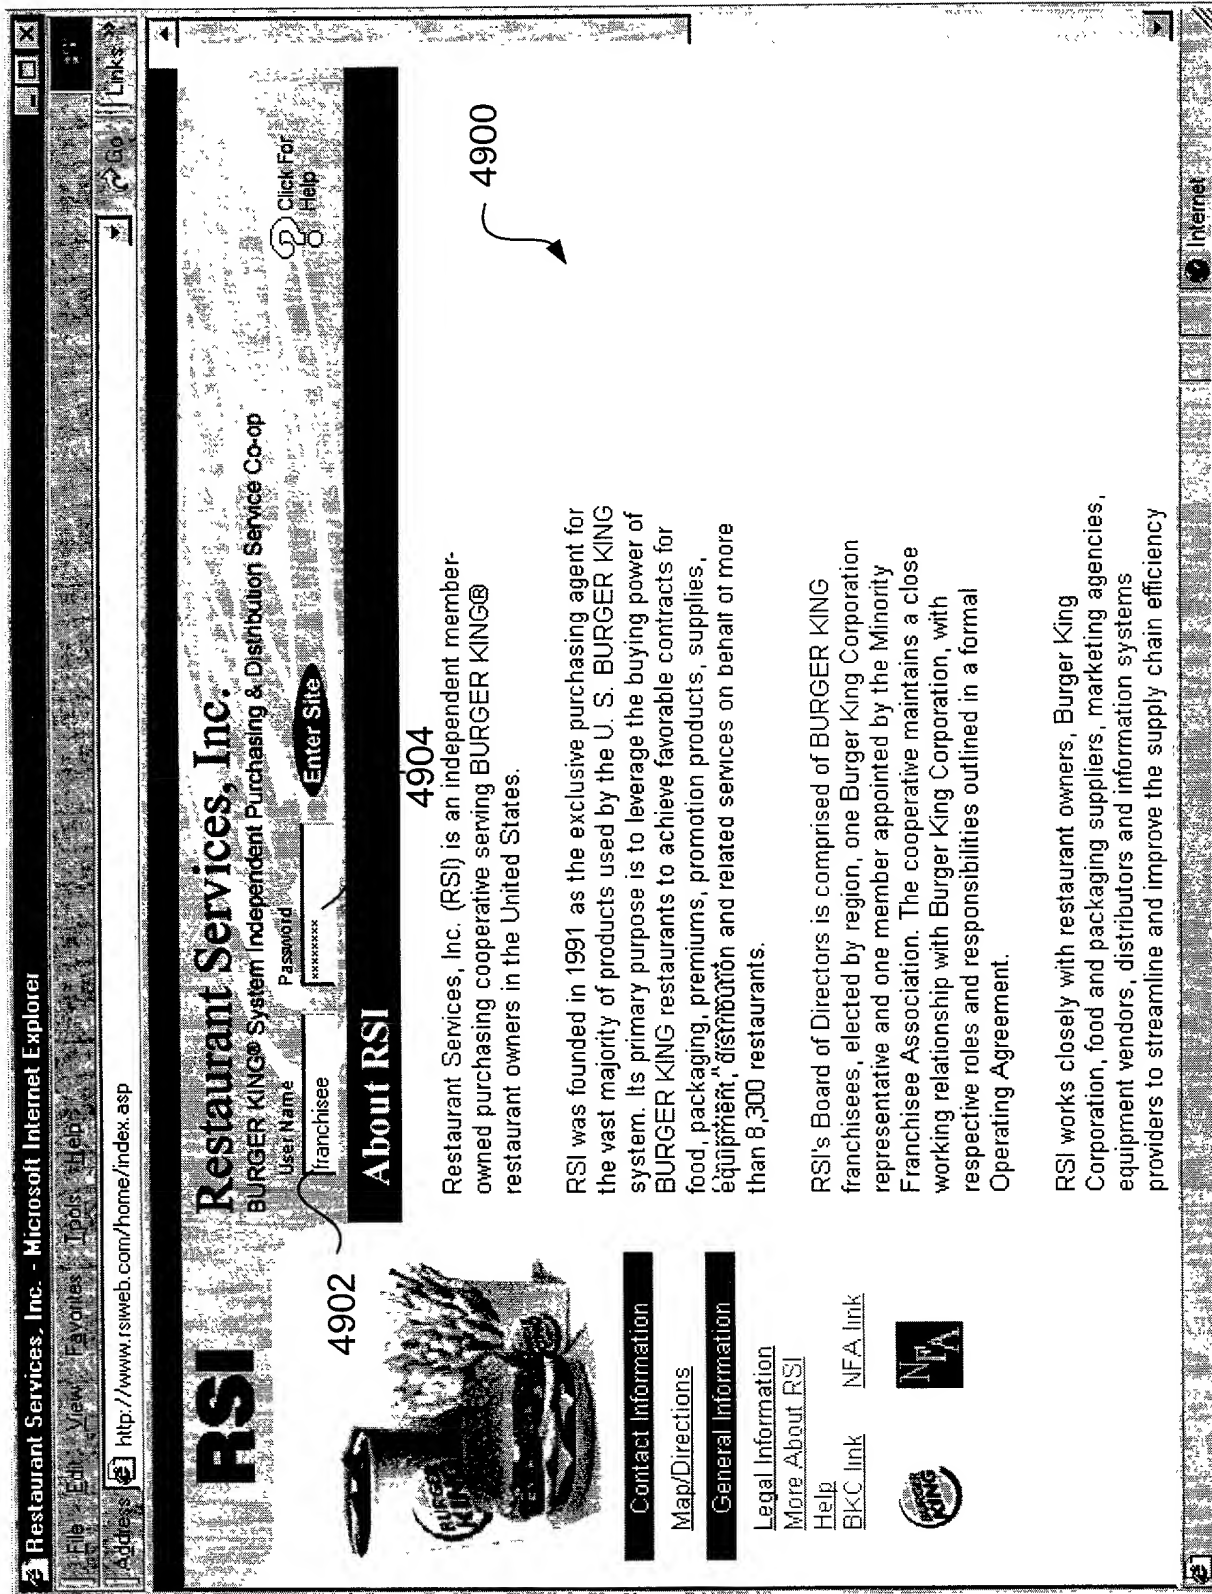 Restaurant Services, Inc. - Microsoft Internet Explorer
File Edit View Favorites Tools Help
Address http://www.rsiweb.com/home/index.asp Go Links »
RSI
Restaurant Services, Inc.
BURGER KING® System Independent Purchasing & Distribution Service Co-op
User Name Password
franchisee ********* Enter Site
Click For Help
About RSI
4902
4904
4900
BURGER KING
Contact Information
Map/Directions
General Information
Legal Information
More About RSI
Help
BKC link NFA link
BURGER KING NFA
Restaurant Services, Inc. (RSI) is an independent member-
owned purchasing cooperative serving BURGER KING®
restaurant owners in the United States.
RSI was founded in 1991 as the exclusive purchasing agent for
the vast majority of products used by the U. S. BURGER KING
system. Its primary purpose is to leverage the buying power of
BURGER KING restaurants to achieve favorable contracts for
food, packaging, premiums, promotion products, supplies,
equipment, distribution and related services on behalf of more
than 8,300 restaurants.
RSI's Board of Directors is comprised of BURGER KING
franchisees, elected by region, one Burger King Corporation
representative and one member appointed by the Minority
Franchisee Association. The cooperative maintains a close
working relationship with Burger King Corporation, with
respective roles and responsibilities outlined in a formal
Operating Agreement.
RSI works closely with restaurant owners, Burger King
Corporation, food and packaging suppliers, marketing agencies,
equipment vendors, distributors and information systems
providers to streamline and improve the supply chain efficiency
Internet